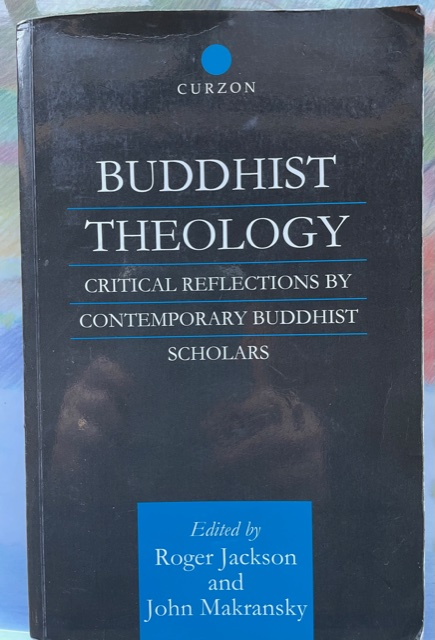 CURZON
BUDDHIST
THEOLOGY
CRITICAL REFLECTIONS BY
CONTEMPORARY BUDDHIST
SCHOLARS
Edited by
Roger Jackson
and
John Makransky